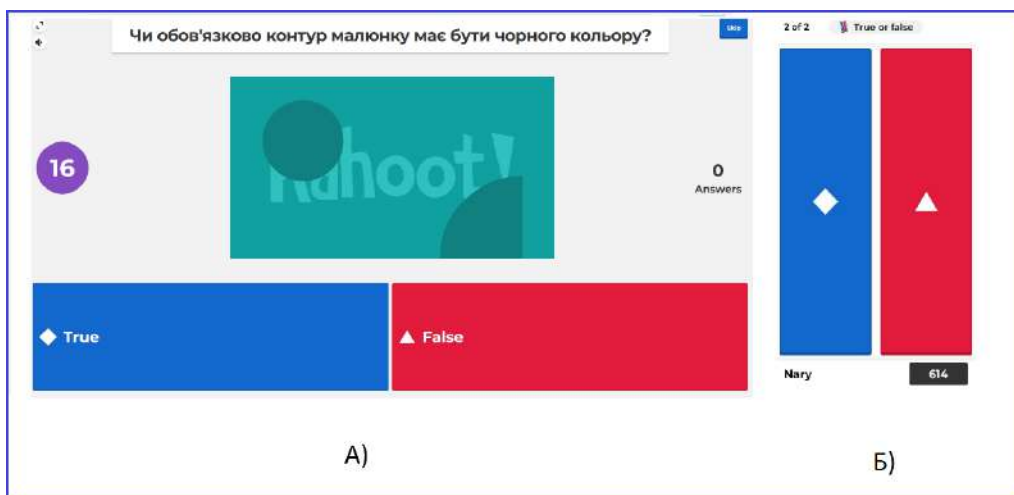 Чи обов'язково контур малюнку має бути чорного кольору?
Skip
16
Kahoot!
0
Answers
True
False
А)
2 of 2
True or false
Nary
614
Б)